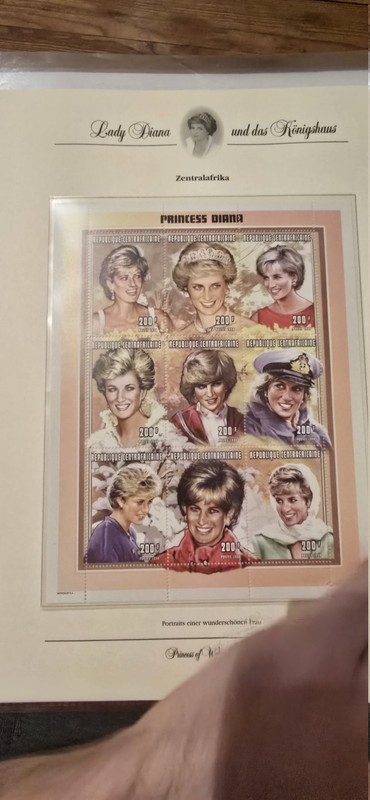 Lady Diana und das Königshaus
Zentralafrika
PRINCESS DIANA
REPUBLIQUE CENTRAFRICAINE REPUBLIQUE CENTRAFRICAINE REPUBLIQUE CENTRAFRICAINE
200F 200F 200F
REPUBLIQUE CENTRAFRICAINE REPUBLIQUE CENTRAFRICAINE REPUBLIQUE CENTRAFRICAINE
200F 200F 200F
REPUBLIQUE CENTRAFRICAINE REPUBLIQUE CENTRAFRICAINE REPUBLIQUE CENTRAFRICAINE
200F 200F 200F
Portraits einer wunderschönen Frau
Princess of